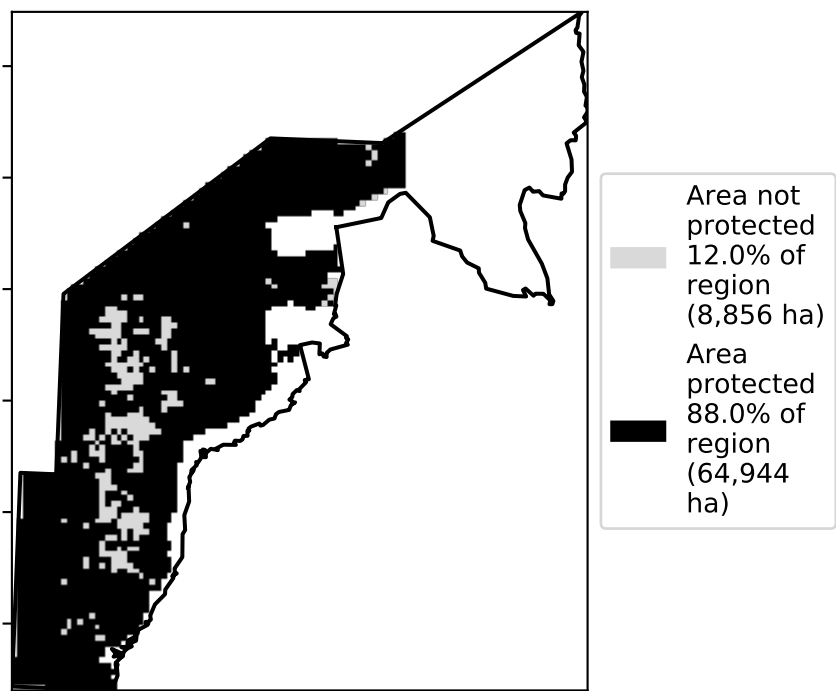 Area not
protected
12.0% of
region
(8,856 ha)
Area
protected
88.0% of
region
(64,944
ha)